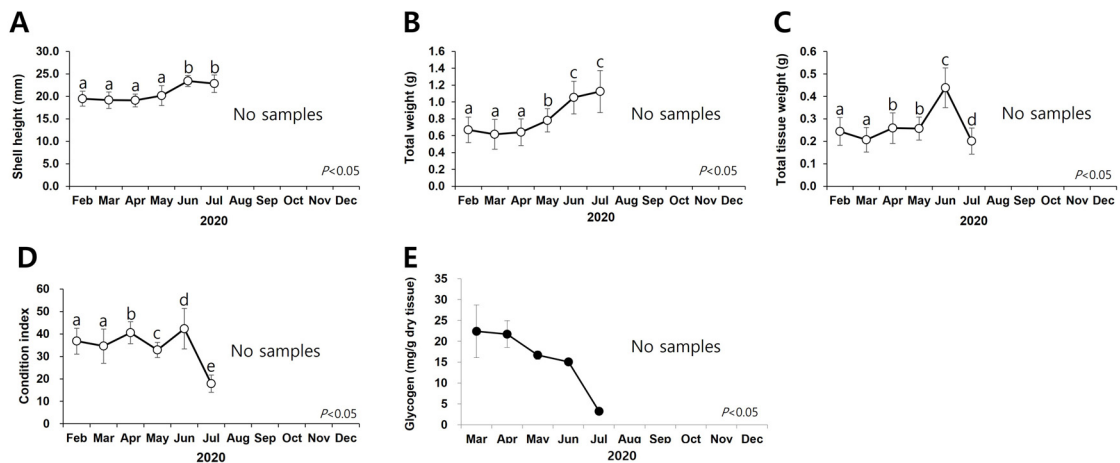 A
Shell height (mm)
30.0
25.0
20.0
15.0
10.0
5.0
0.0
a a a a b b
No samples
P<0.05
Feb Mar Apr May Jun Jul Aug Sep Oct Nov Dec
2020
B
Total weight (g)
1.6
1.4
1.2
1.0
0.8
0.6
0.4
0.2
0.0
a a a b c c
No samples
P<0.05
Feb Mar Apr May Jun Jul Aug Sep Oct Nov Dec
2020
C
Total tissue weight (g)
0.6
0.5
0.4
0.3
0.2
0.1
0.0
a a b b c d
No samples
P<0.05
Feb Mar Apr May Jun Jul Aug Sep Oct Nov Dec
2020
D
Condition index
60
50
40
30
20
10
0
a a b c d e
No samples
P<0.05
Feb Mar Apr May Jun Jul Aug Sep Oct Nov Dec
2020
E
Glycogen (mg/g dry tissue)
35
30
25
20
15
10
5
0
No samples
P<0.05
Mar Apr May Jun Jul Aug Sep Oct Nov Dec
2020